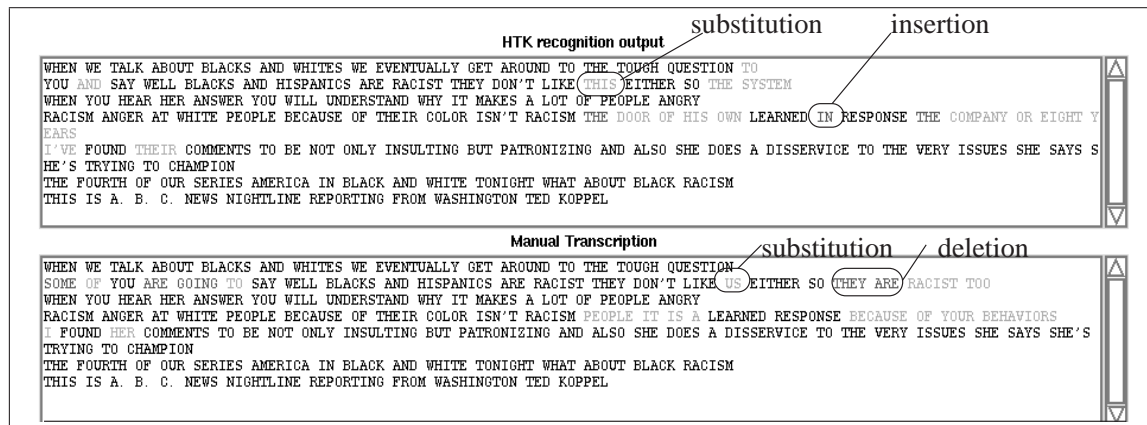 substitution insertion
HTK recognition output
WHEN WE TALK ABOUT BLACKS AND WHITES WE EVENTUALLY GET AROUND TO THE TOUGH QUESTION TO
YOU AND SAY WELL BLACKS AND HISPANICS ARE RACIST THEY DON'T LIKE THIS EITHER SO THE SYSTEM
WHEN YOU HEAR HER ANSWER YOU WILL UNDERSTAND WHY IT MAKES A LOT OF PEOPLE ANGRY
RACISM ANGER AT WHITE PEOPLE BECAUSE OF THEIR COLOR ISN'T RACISM THE DOOR OF HIS OWN LEARNED IN RESPONSE THE COMPANY OR EIGHT Y
EARS
I'VE FOUND THEIR COMMENTS TO BE NOT ONLY INSULTING BUT PATRONIZING AND ALSO SHE DOES A DISSERVICE TO THE VERY ISSUES SHE SAYS S
HE'S TRYING TO CHAMPION
THE FOURTH OF OUR SERIES AMERICA IN BLACK AND WHITE TONIGHT WHAT ABOUT BLACK RACISM
THIS IS A. B. C. NEWS NIGHTLINE REPORTING FROM WASHINGTON TED KOPPEL
Manual Transcription
substitution deletion
WHEN WE TALK ABOUT BLACKS AND WHITES WE EVENTUALLY GET AROUND TO THE TOUGH QUESTION
SOME OF YOU ARE GOING TO SAY WELL BLACKS AND HISPANICS ARE RACIST THEY DON'T LIKE US EITHER SO THEY ARE RACIST TOO
WHEN YOU HEAR HER ANSWER YOU WILL UNDERSTAND WHY IT MAKES A LOT OF PEOPLE ANGRY
RACISM ANGER AT WHITE PEOPLE BECAUSE OF THEIR COLOR ISN'T RACISM PEOPLE IT IS A LEARNED RESPONSE BECAUSE OF YOUR BEHAVIORS
I FOUND HER COMMENTS TO BE NOT ONLY INSULTING BUT PATRONIZING AND ALSO SHE DOES A DISSERVICE TO THE VERY ISSUES SHE SAYS SHE'S
TRYING TO CHAMPION
THE FOURTH OF OUR SERIES AMERICA IN BLACK AND WHITE TONIGHT WHAT ABOUT BLACK RACISM
THIS IS A. B. C. NEWS NIGHTLINE REPORTING FROM WASHINGTON TED KOPPEL